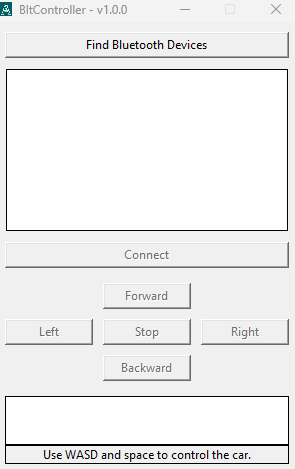 BltController - v1.0.0
Find Bluetooth Devices
Connect
Forward
Left Stop Right
Backward
Use WASD and space to control the car.